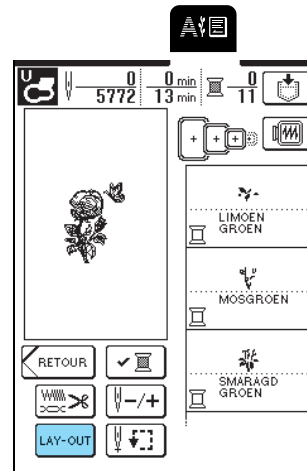 A
U
0 0 min 0
5772 13 min 11
LIMOEN
GROEN
MOSGROEN
SMARAGD
GROEN
RETOUR
-/+
LAY-OUT